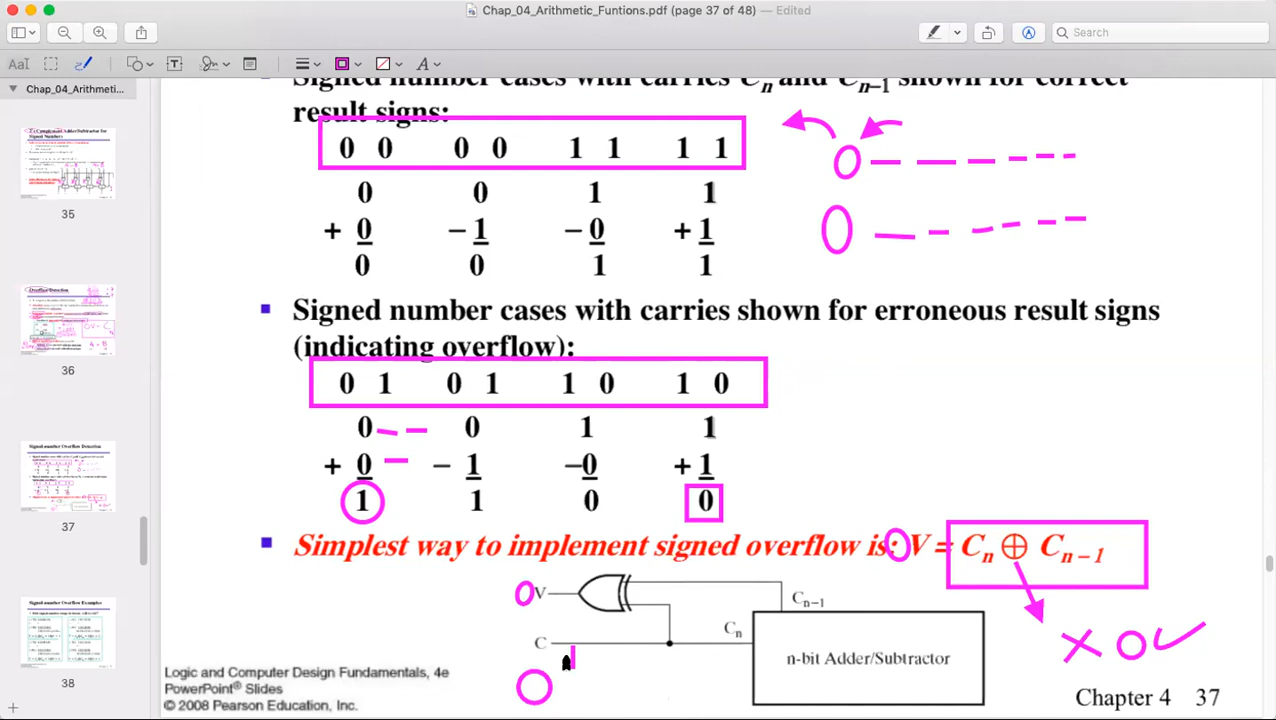 Chap_04_Arithmetic_Funtions.pdf (page 37 of 48) — Edited
Search
AaI
T
A
Chap_04_Arithmetic...
35
36
37
38
Signed number cases with carries Cn and Cn–1 shown for correct
result signs:
0 0 0 0 1 1 1 1
0 0 1 1
+ 0 − 1 − 0 + 1
0 0 1 1
0
0
Signed number cases with carries shown for erroneous result signs
(indicating overflow):
0 1 0 1 1 0 1 0
0 0 1 1
+ 0 − 1 −0 + 1
1 1 0 0
Simplest way to implement signed overflow is: O V = Cn ⊕ Cn − 1
O V
Cn−1
C
Cn
n-bit Adder/Subtractor
X O
Logic and Computer Design Fundamentals, 4e
PowerPoint® Slides
© 2008 Pearson Education, Inc.
Chapter 4 37